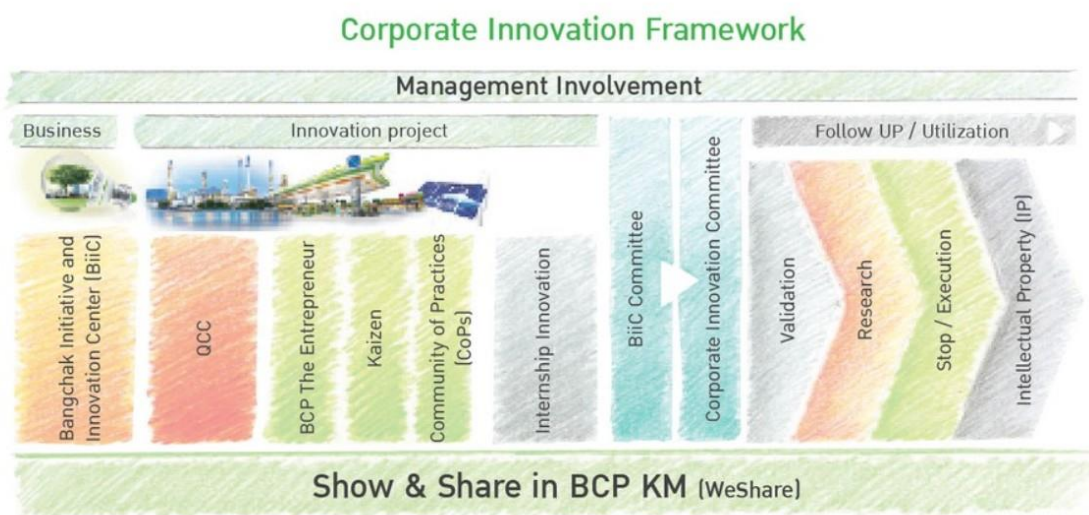 Corporate Innovation Framework
Management Involvement
Business
Innovation project
Follow UP / Utilization
Bangchak Initiative and
Innovation Center (BiiC)
QCC
BCP The Entrepreneur
Kaizen
Community of Practices
(CoPs)
Internship Innovation
BiiC Committee
Corporate Innovation Committee
Validation
Research
Stop / Execution
Intellectual Property (IP)
Show & Share in BCP KM (WeShare)